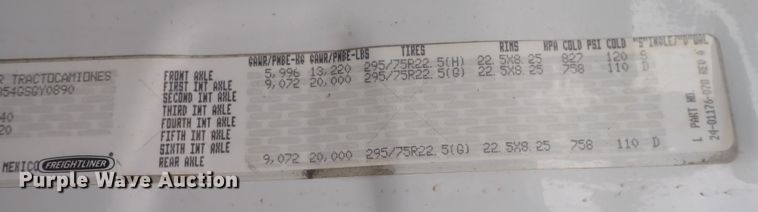 GAWR/PNBE-KG GAWR/PNBE-LBS TIRES RIMS KPA COLD PSI COLD "S"INGLE/"D"UAL
R TRACTOCAMIONES FRONT AXLE 5,996 13,220 295/75R22.5(H) 22.5X8.25 827 120 S
054GSGY0890 FIRST INT AXLE 9,072 20,000 295/75R22.5(G) 22.5X8.25 758 110 D
SECOND INT AXLE
THIRD INT AXLE
40 FOURTH INT AXLE
20 FIFTH INT AXLE
SIXTH INT AXLE
MEXICO FREIGHTLINER REAR AXLE 9,072 20,000 295/75R22.5(G) 22.5X8.25 758 110 D
L PART NO.
24-01176-070 REV 0
Purple Wave Auction